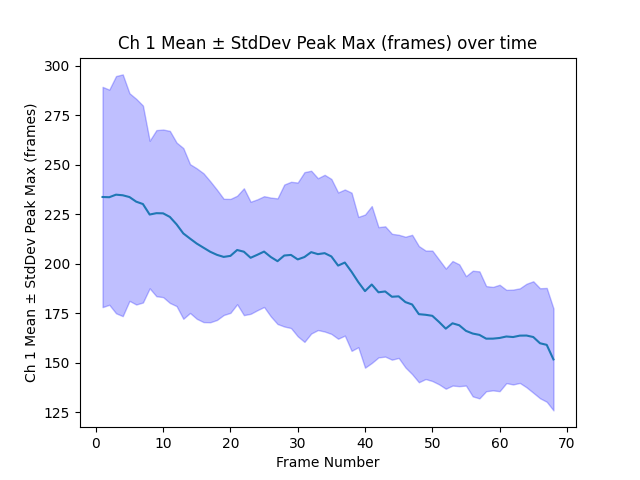 Ch 1 Mean ± StdDev Peak Max (frames) over time
Ch 1 Mean ± StdDev Peak Max (frames)
300
275
250
225
200
175
150
125
0 10 20 30 40 50 60 70
Frame Number